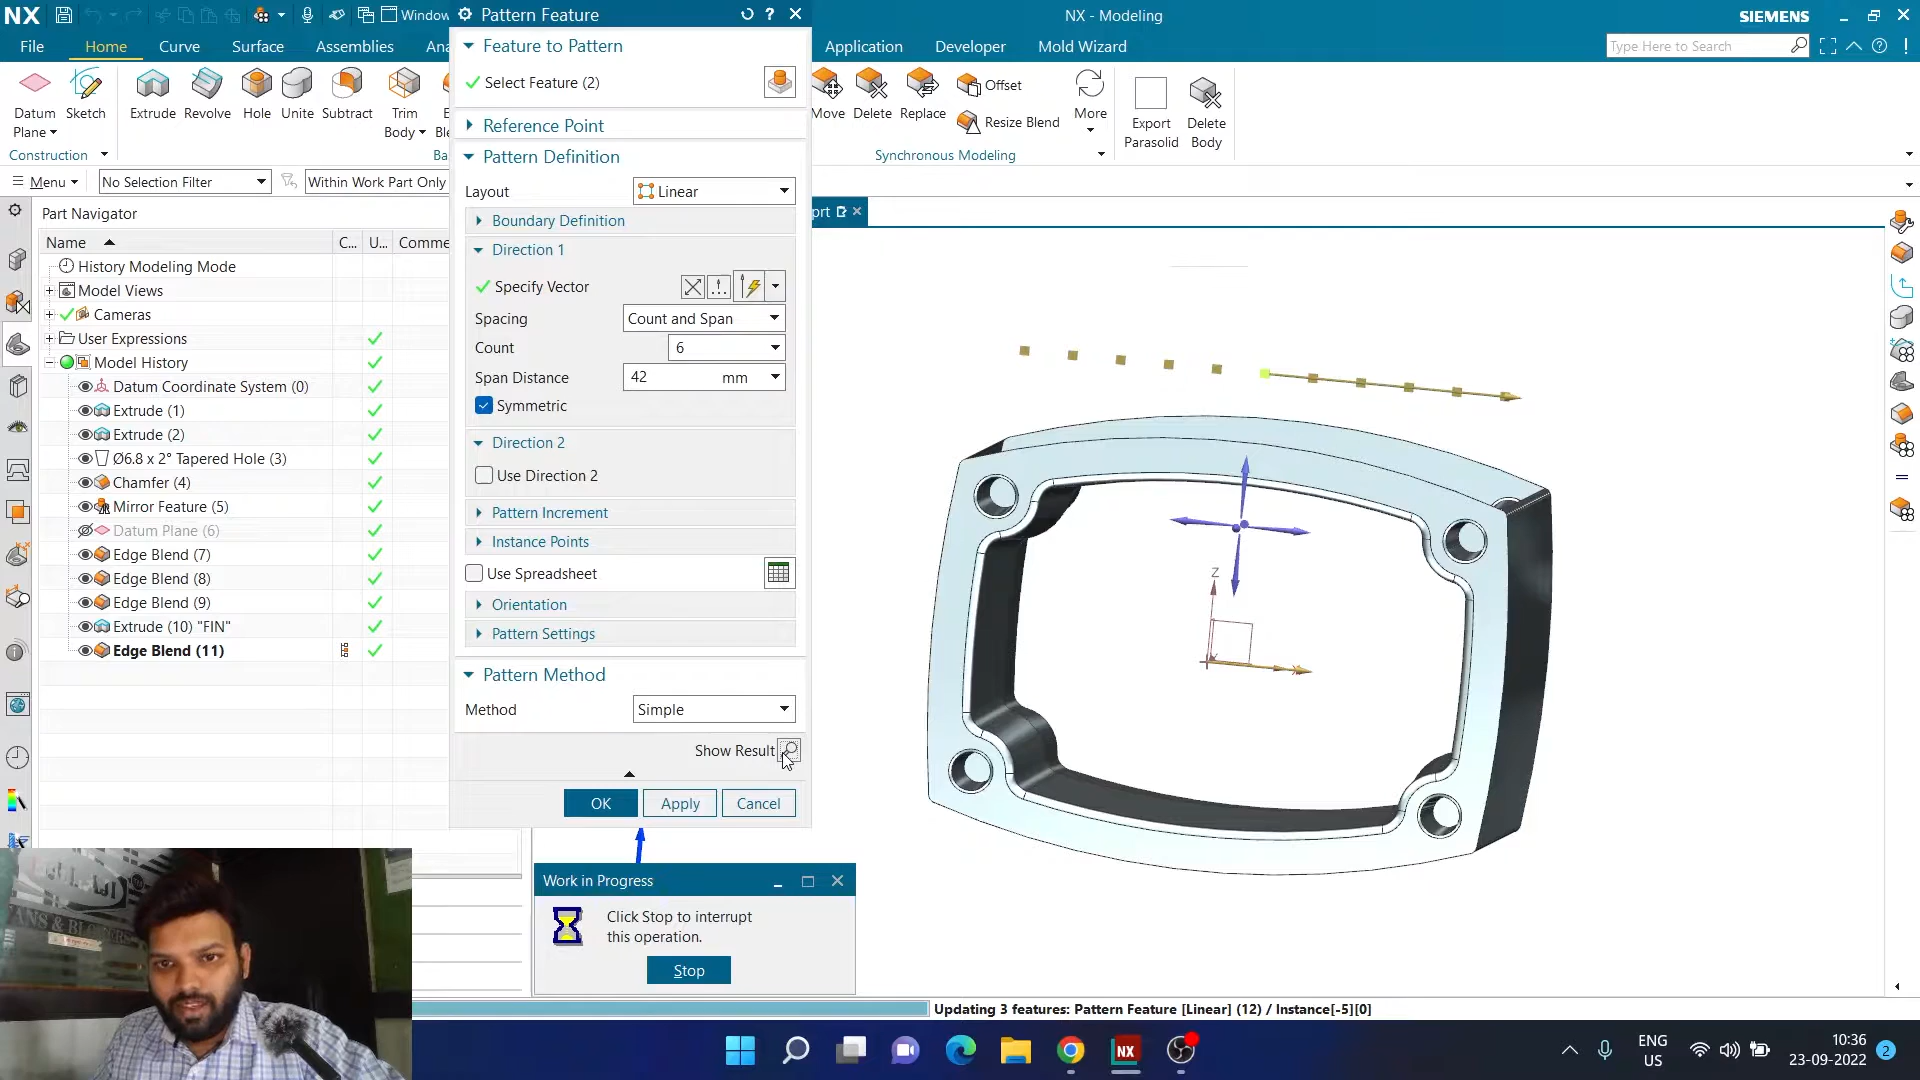 NX
Window
Pattern Feature
NX - Modeling
SIEMENS
File
Home
Curve
Surface
Assemblies
Ana
Application
Developer
Mold Wizard
Type Here to Search
Feature to Pattern
Select Feature (2)
Datum
Plane
Sketch
Extrude
Revolve
Hole
Unite
Subtract
Trim
Body
Move
Delete
Replace
Offset
Resize Blend
More
Export
Parasolid
Delete
Body
Construction
Ba
Synchronous Modeling
Menu
No Selection Filter
Within Work Part Only
Reference Point
Pattern Definition
Layout
Linear
Boundary Definition
Direction 1
Specify Vector
Spacing
Count and Span
Count
6
Span Distance
42
mm
Symmetric
Direction 2
Use Direction 2
Pattern Increment
Instance Points
Use Spreadsheet
Orientation
Pattern Settings
Pattern Method
Method
Simple
Show Result
OK
Apply
Cancel
Part Navigator
Name
C...
U...
Comme
History Modeling Mode
Model Views
Cameras
User Expressions
Model History
Datum Coordinate System (0)
Extrude (1)
Extrude (2)
Ø6.8 x 2° Tapered Hole (3)
Chamfer (4)
Mirror Feature (5)
Datum Plane (6)
Edge Blend (7)
Edge Blend (8)
Edge Blend (9)
Extrude (10) "FIN"
Edge Blend (11)
prt
Z
Work in Progress
Click Stop to interrupt
this operation.
Stop
Updating 3 features: Pattern Feature [Linear] (12) / Instance[-5][0]
NX
ENG
US
10:36
23-09-2022
2